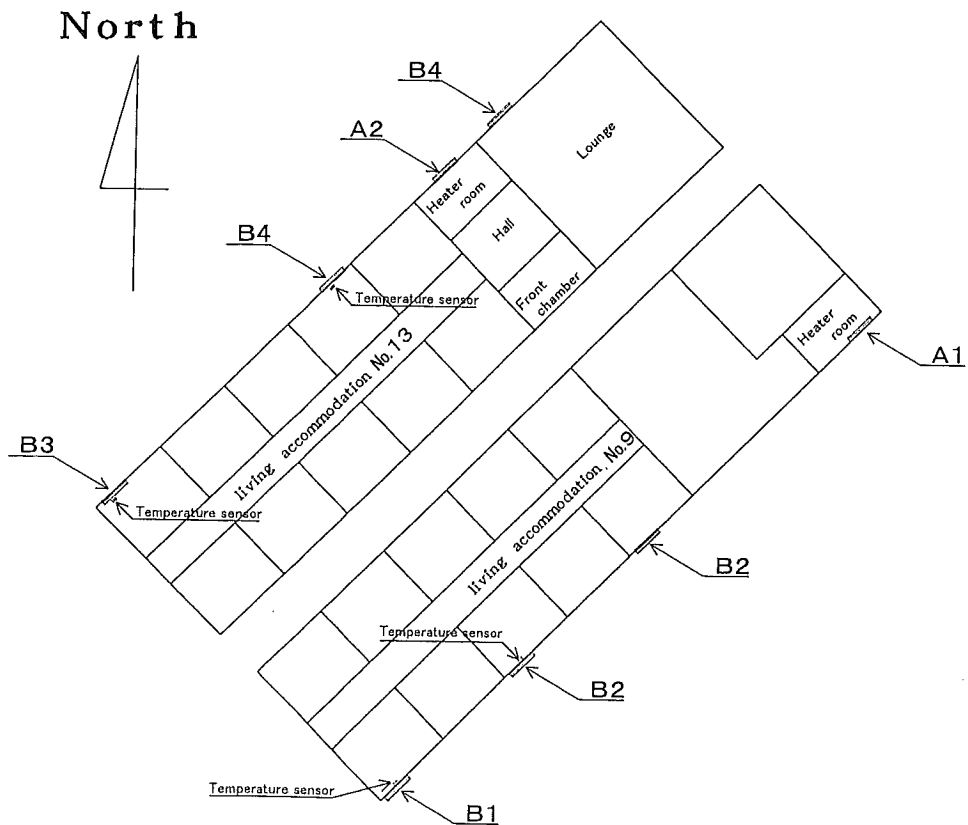 North
B4
A2
Lounge
Heater
room
Hall
Front
chamber
B4
Temperature sensor
living accommodation No.13
B3
Temperature sensor
Heater
room
A1
living accommodation. No.9
B2
Temperature sensor
B2
Temperature sensor
B1